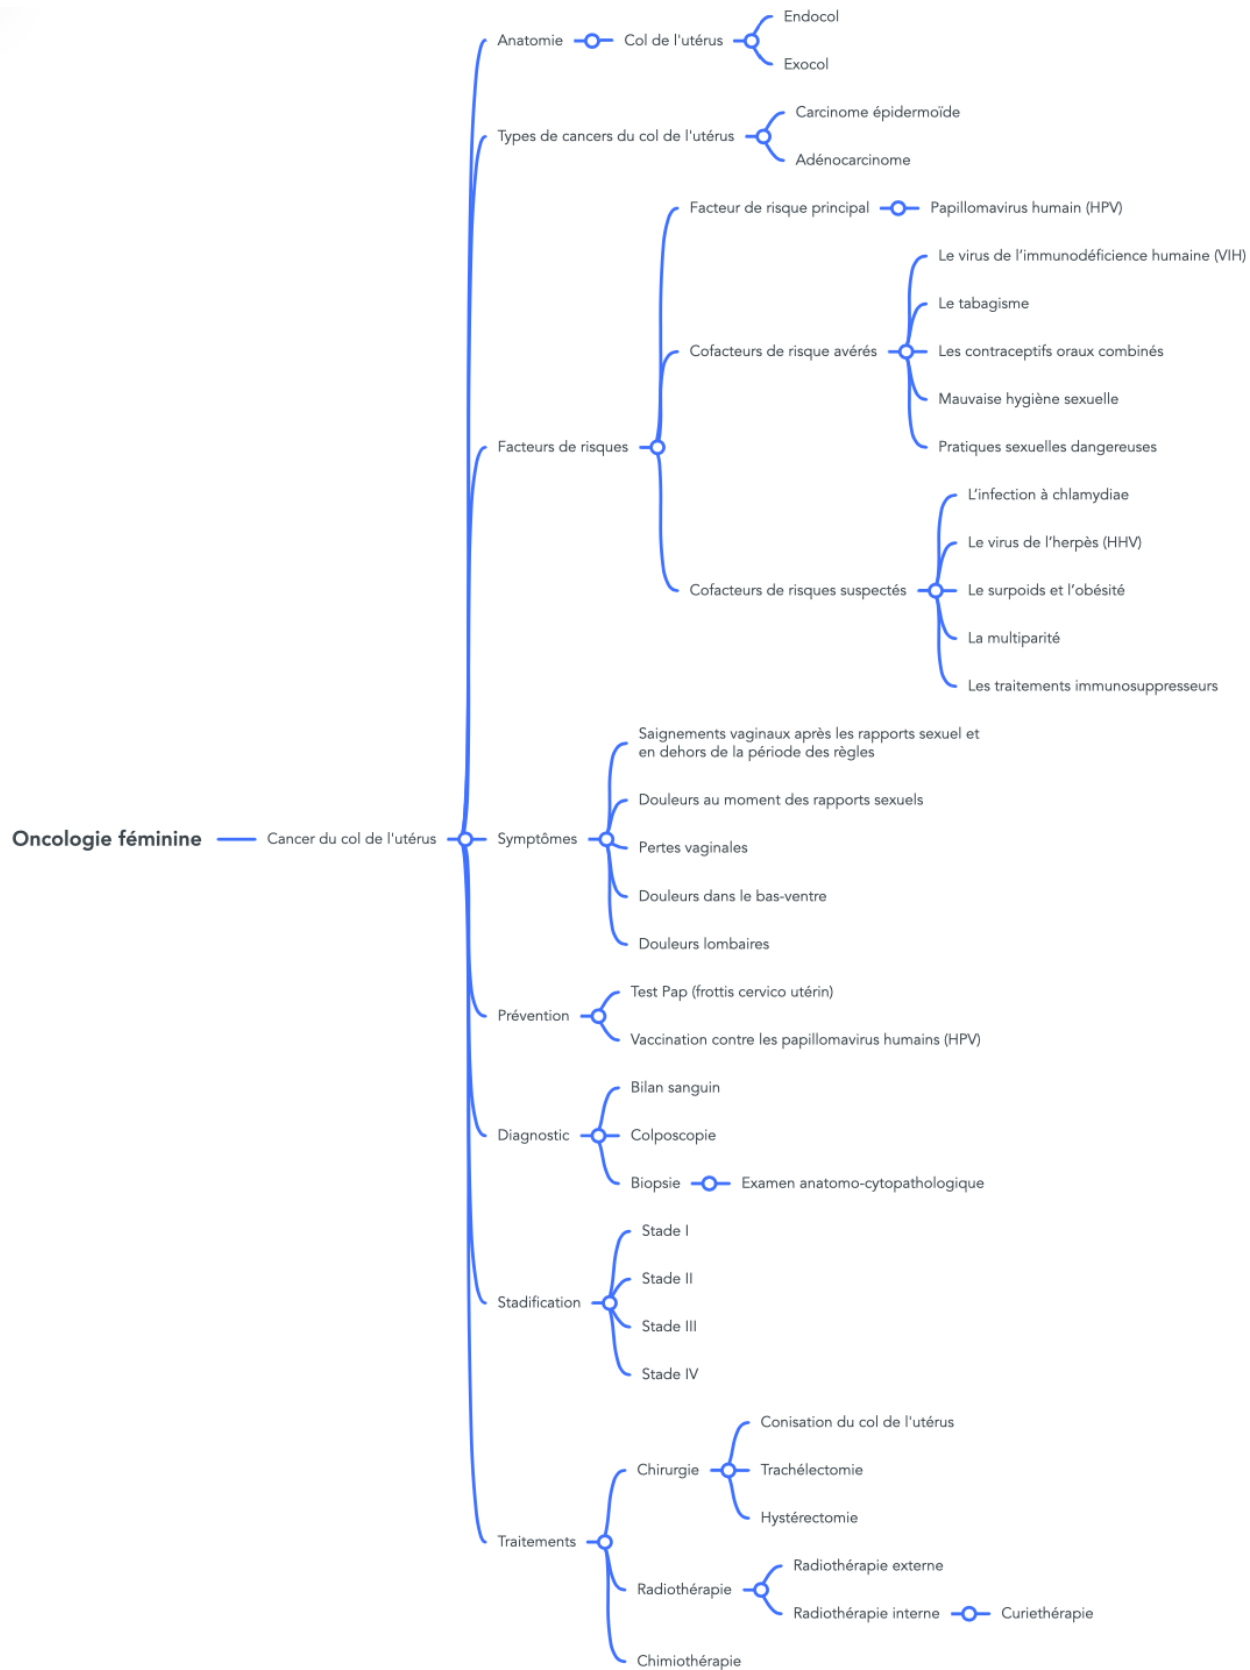 Oncologie féminine
Cancer du col de l'utérus
Anatomie
Col de l'utérus
Endocol
Exocol
Types de cancers du col de l'utérus
Carcinome épidermoïde
Adénocarcinome
Facteurs de risques
Facteur de risque principal
Papillomavirus humain (HPV)
Cofacteurs de risque avérés
Le virus de l’immunodéficience humaine (VIH)
Le tabagisme
Les contraceptifs oraux combinés
Mauvaise hygiène sexuelle
Pratiques sexuelles dangereuses
Cofacteurs de risques suspectés
L’infection à chlamydiae
Le virus de l’herpès (HHV)
Le surpoids et l’obésité
La multiparité
Les traitements immunosuppresseurs
Symptômes
Saignements vaginaux après les rapports sexuel et
en dehors de la période des règles
Douleurs au moment des rapports sexuels
Pertes vaginales
Douleurs dans le bas-ventre
Douleurs lombaires
Prévention
Test Pap (frottis cervico utérin)
Vaccination contre les papillomavirus humains (HPV)
Diagnostic
Bilan sanguin
Colposcopie
Biopsie
Examen anatomo-cytopathologique
Stadification
Stade I
Stade II
Stade III
Stade IV
Traitements
Chirurgie
Conisation du col de l'utérus
Trachélectomie
Hystérectomie
Radiothérapie
Radiothérapie externe
Radiothérapie interne
Curiethérapie
Chimiothérapie